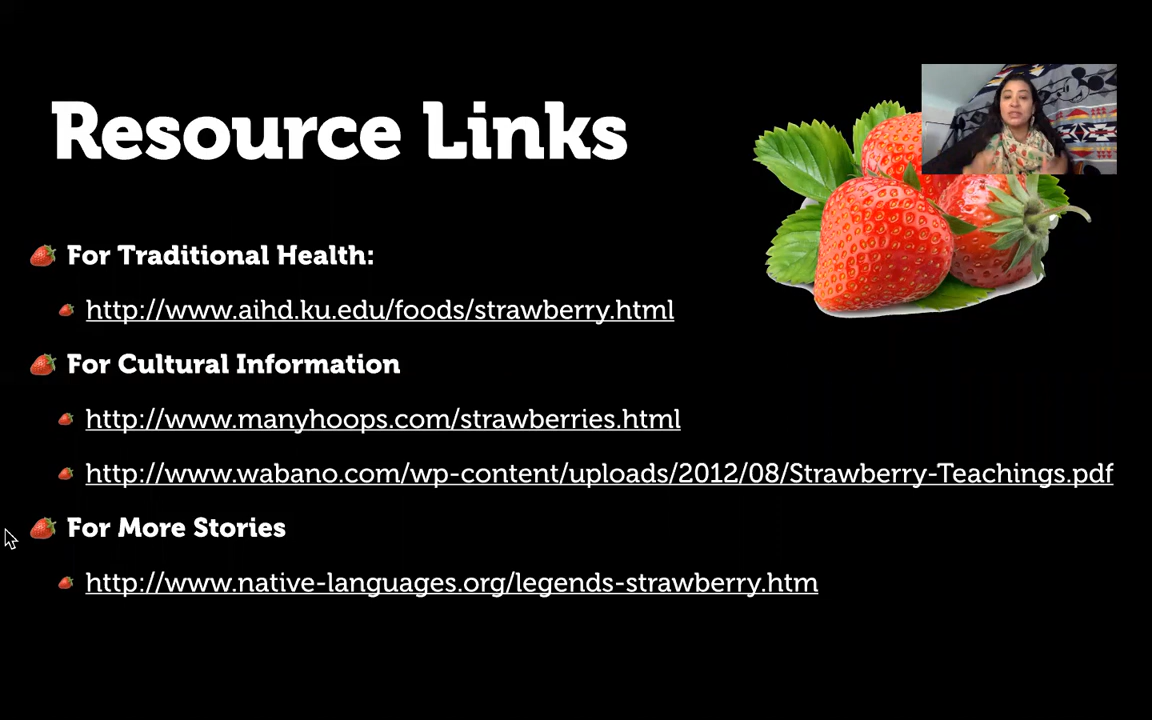 Resource Links
For Traditional Health:
http://www.aihd.ku.edu/foods/strawberry.html
For Cultural Information
http://www.manyhoops.com/strawberries.html
http://www.wabano.com/wp-content/uploads/2012/08/Strawberry-Teachings.pdf
For More Stories
http://www.native-languages.org/legends-strawberry.htm